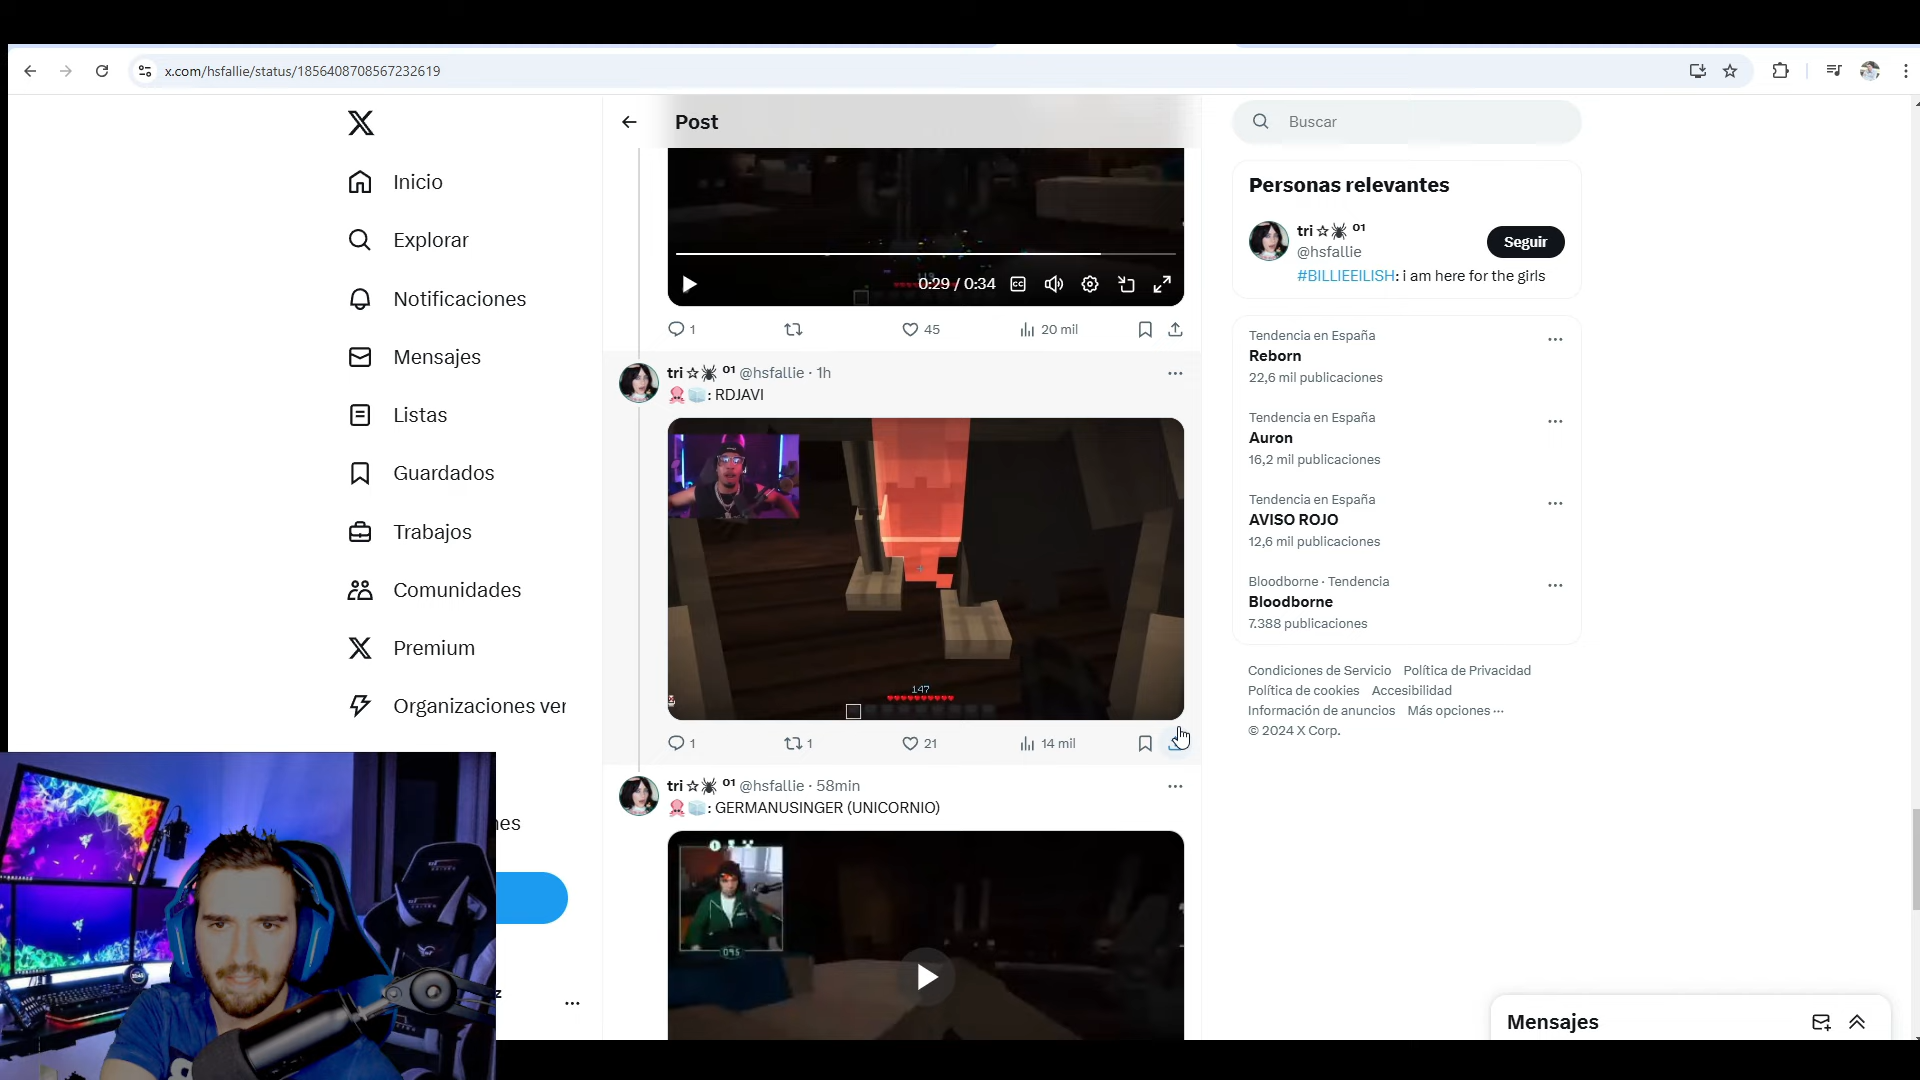 x.com/hsfallie/status/1856408708567232619
Post
Buscar
Inicio
Explorar
Notificaciones
Mensajes
Listas
Guardados
Trabajos
Comunidades
Premium
Organizaciones ver
nes
z
0:29 / 0:34
1
45
20 mil
tri☆🕷 ⁰¹ @hsfallie · 1h
: RDJAVI
147
1
1
21
14 mil
tri☆🕷 ⁰¹ @hsfallie · 58min
: GERMANUSINGER (UNICORNIO)
095
Personas relevantes
tri☆🕷 ⁰¹
@hsfallie
Seguir
#BILLIEEILISH: i am here for the girls
Tendencia en España
Reborn
22,6 mil publicaciones
Tendencia en España
Auron
16,2 mil publicaciones
Tendencia en España
AVISO ROJO
12,6 mil publicaciones
Bloodborne · Tendencia
Bloodborne
7.388 publicaciones
Condiciones de Servicio Política de Privacidad
Política de cookies Accesibilidad
Información de anuncios Más opciones ···
© 2024 X Corp.
Mensajes